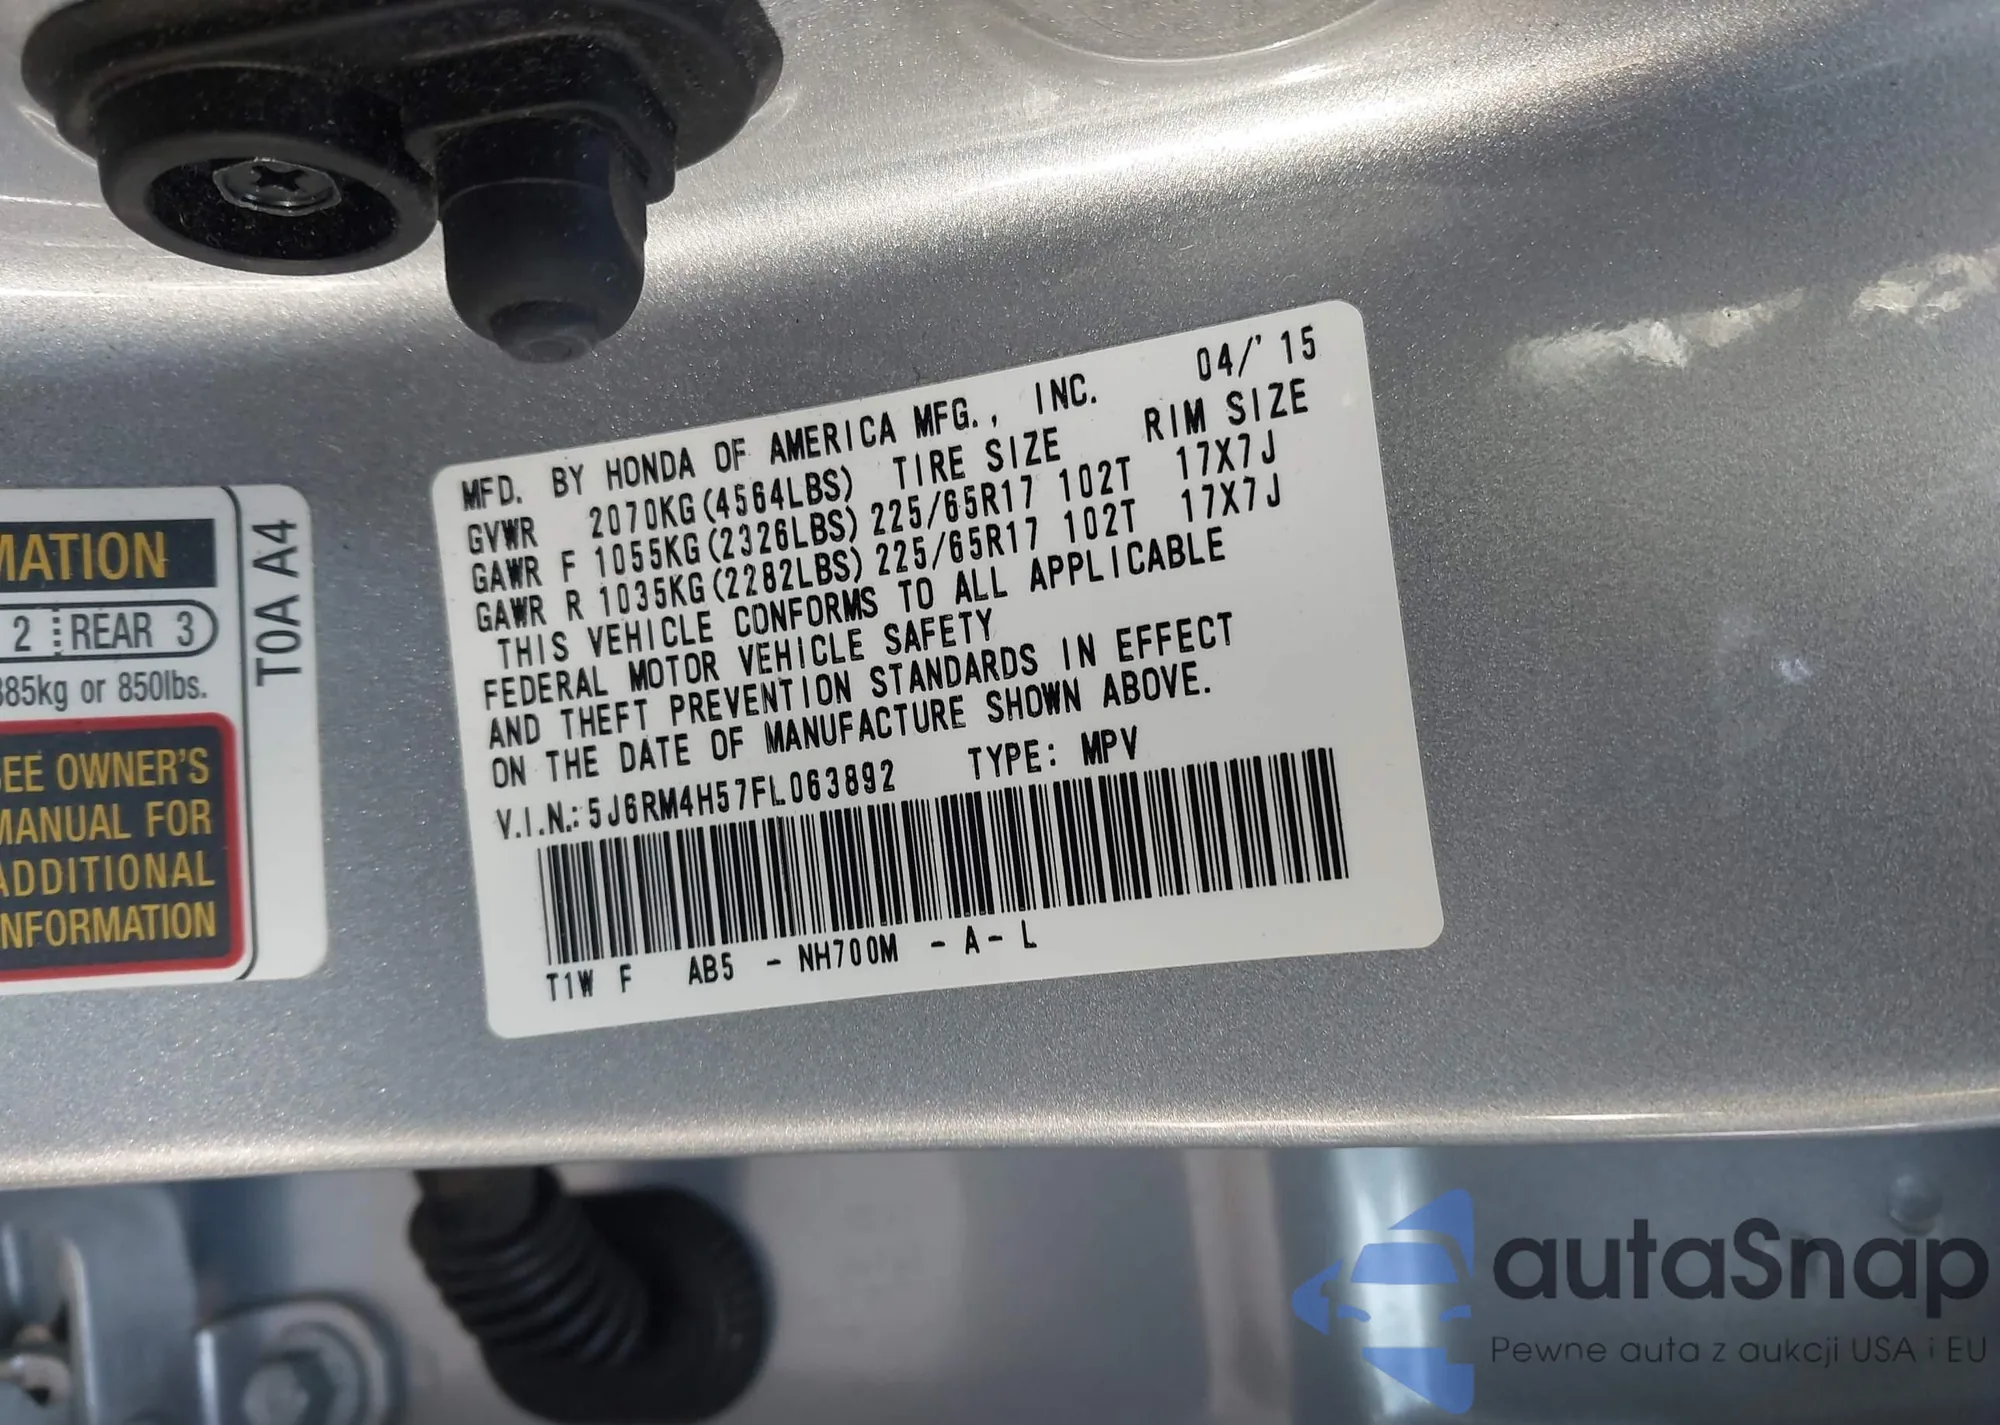 MATION
2 REAR 3
385kg or 850lbs.
SEE OWNER'S
MANUAL FOR
ADDITIONAL
INFORMATION
T0A A4
04/'15
MFD. BY HONDA OF AMERICA MFG., INC.
GVWR 2070KG(4564LBS) TIRE SIZE RIM SIZE
GAWR F 1055KG(2326LBS) 225/65R17 102T 17X7J
GAWR R 1035KG(2282LBS) 225/65R17 102T 17X7J
THIS VEHICLE CONFORMS TO ALL APPLICABLE
FEDERAL MOTOR VEHICLE SAFETY
AND THEFT PREVENTION STANDARDS IN EFFECT
ON THE DATE OF MANUFACTURE SHOWN ABOVE.
V.I.N.: 5J6RM4H57FL063892 TYPE: MPV
T1W F AB5 - NH700M - A - L
autaSnap
Pewne auta z aukcji USA i EU